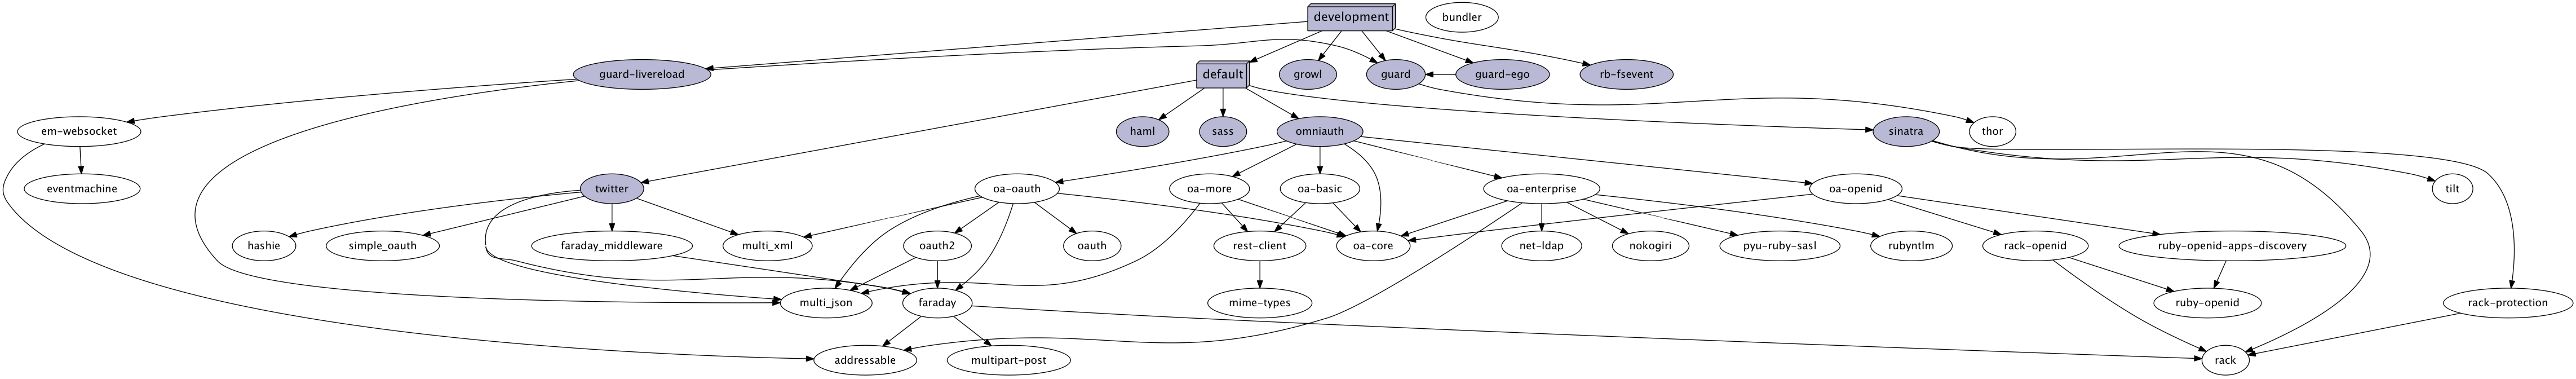 development
bundler
guard-livereload
default
growl
guard
guard-ego
rb-fsevent
em-websocket
haml
sass
omniauth
sinatra
thor
eventmachine
twitter
oa-oauth
oa-more
oa-basic
oa-enterprise
oa-openid
tilt
hashie
simple_oauth
faraday_middleware
multi_xml
oauth2
oauth
rest-client
oa-core
net-ldap
nokogiri
pyu-ruby-sasl
rubyntlm
rack-openid
ruby-openid-apps-discovery
multi_json
faraday
mime-types
ruby-openid
rack-protection
addressable
multipart-post
rack